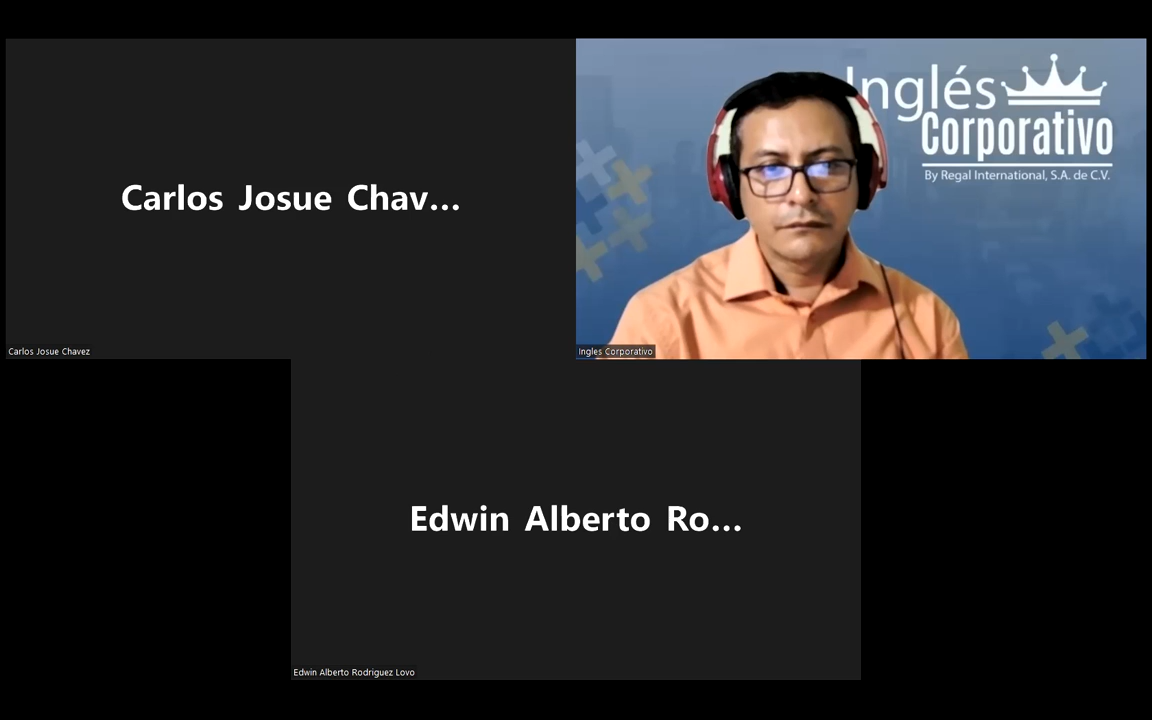 Carlos Josue Chav...
Carlos Josue Chavez
Inglés
Corporativo
By Regal International, S.A. de C.V.
Ingles Corporativo
Edwin Alberto Ro...
Edwin Alberto Rodriguez Lovo